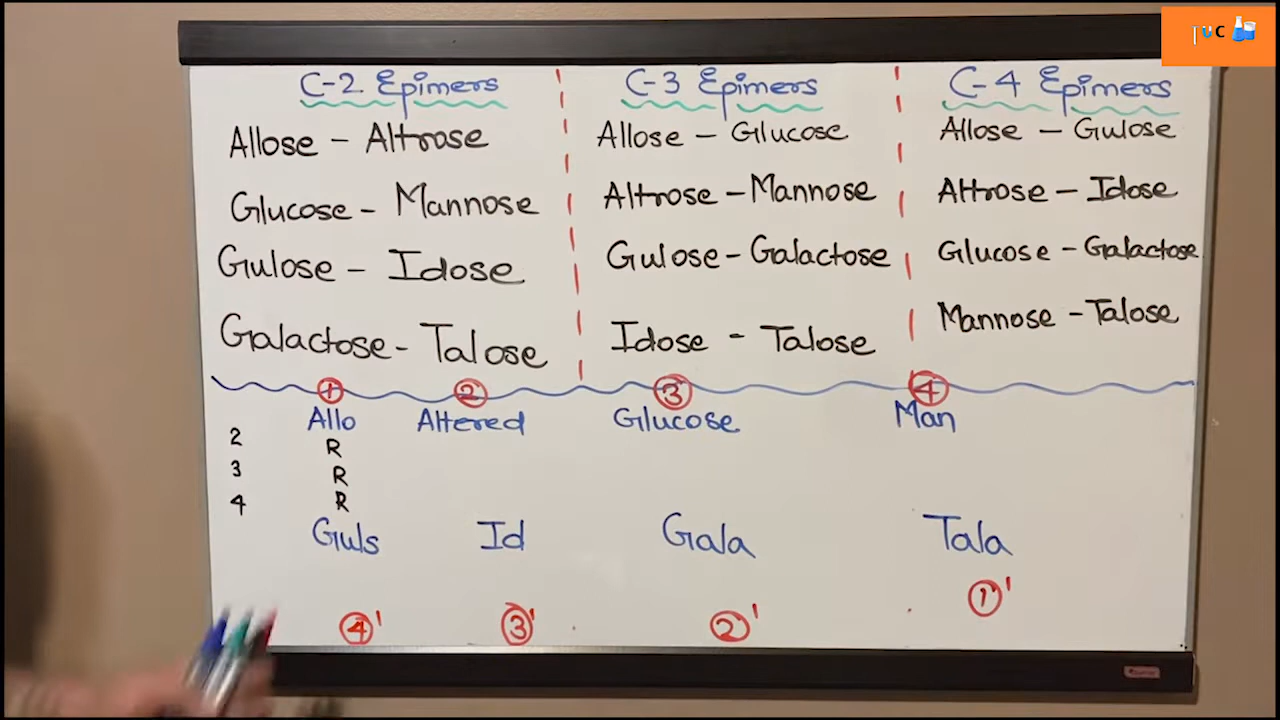 TUC
C-2 Epimers C-3 Epimers C-4 Epimers
Allose - Altrose Allose - Glucose Allose - Gulose
Glucose - Mannose Altrose - Mannose Altrose - Idose
Gulose - Idose Gulose - Galactose Glucose - Galactose
Galactose - Talose Idose - Talose Mannose - Talose
① ② ③ ④
Allo Altered Glucose Man
2 R
3 R
4 R
Guls Id Gala Tala
④' ③' ②' ①'